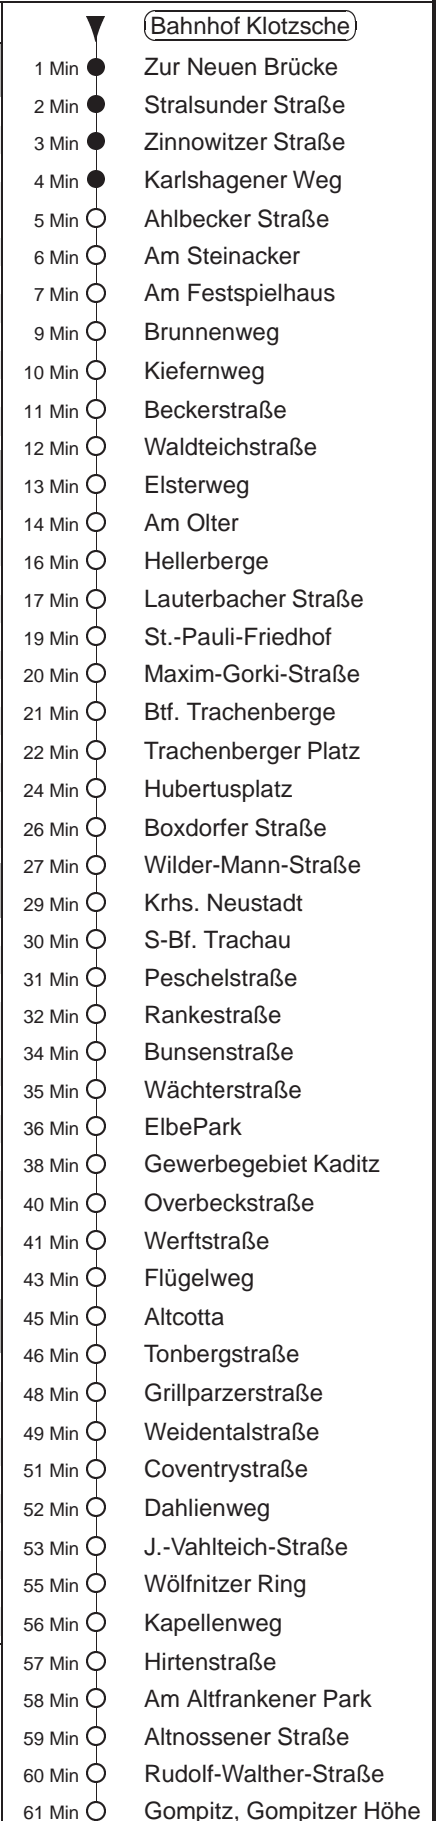 Bahnhof Klotzsche
1 Min Zur Neuen Brücke
2 Min Stralsunder Straße
3 Min Zinnowitzer Straße
4 Min Karlshagener Weg
5 Min Ahlbecker Straße
6 Min Am Steinacker
7 Min Am Festspielhaus
9 Min Brunnenweg
10 Min Kiefernweg
11 Min Beckerstraße
12 Min Waldteichstraße
13 Min Elsterweg
14 Min Am Olter
16 Min Hellerberge
17 Min Lauterbacher Straße
19 Min St.-Pauli-Friedhof
20 Min Maxim-Gorki-Straße
21 Min Btf. Trachenberge
22 Min Trachenberger Platz
24 Min Hubertusplatz
26 Min Boxdorfer Straße
27 Min Wilder-Mann-Straße
29 Min Krhs. Neustadt
30 Min S-Bf. Trachau
31 Min Peschelstraße
32 Min Rankestraße
34 Min Bunsenstraße
35 Min Wächterstraße
36 Min ElbePark
38 Min Gewerbegebiet Kaditz
40 Min Overbeckstraße
41 Min Werftstraße
43 Min Flügelweg
45 Min Altcotta
46 Min Tonbergstraße
48 Min Grillparzerstraße
49 Min Weidentalstraße
51 Min Coventrystraße
52 Min Dahlienweg
53 Min J.-Vahlteich-Straße
55 Min Wölfnitzer Ring
56 Min Kapellenweg
57 Min Hirtenstraße
58 Min Am Altfrankener Park
59 Min Altnossener Straße
60 Min Rudolf-Walther-Straße
61 Min Gompitz, Gompitzer Höhe